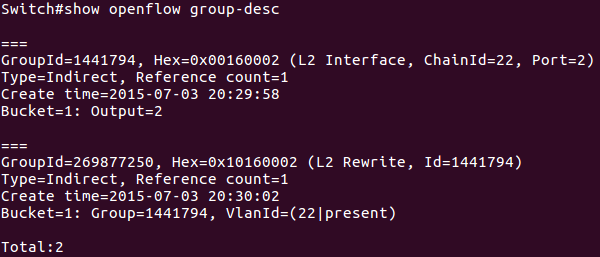 Switch#show openflow group-desc
===
GroupId=1441794, Hex=0x00160002 (L2 Interface, ChainId=22, Port=2)
Type=Indirect, Reference count=1
Create time=2015-07-03 20:29:58
Bucket=1: Output=2
===
GroupId=269877250, Hex=0x10160002 (L2 Rewrite, Id=1441794)
Type=Indirect, Reference count=1
Create time=2015-07-03 20:30:02
Bucket=1: Group=1441794, VlanId=(22|present)
Total:2